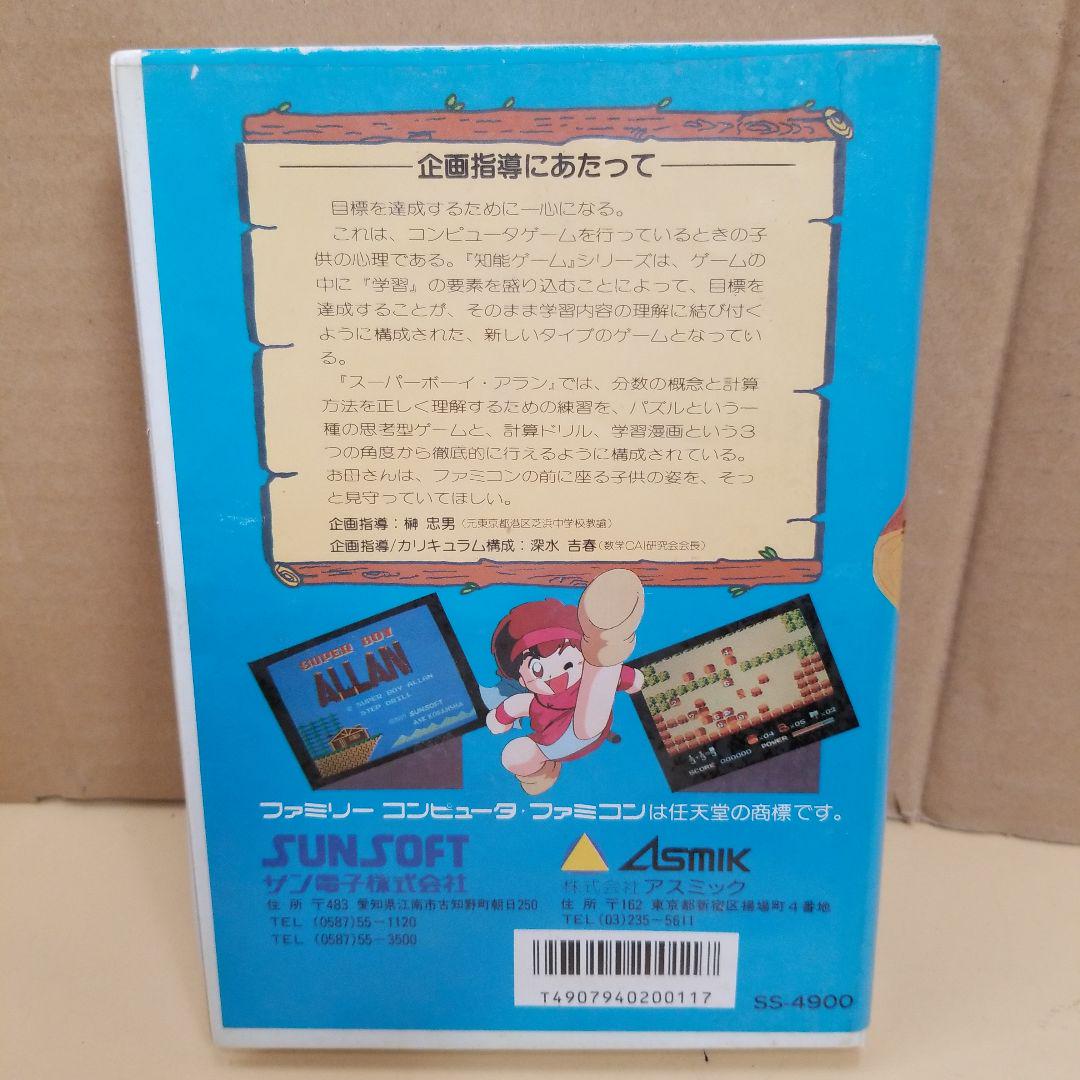 企画指導にあたって
目標を達成するために一心になる。
これは、コンピュータゲームを行っているときの子
供の心理である。『知能ゲーム』シリーズは、ゲームの
中に『学習』の要素を盛り込むことによって、目標を
達成することが、そのまま学習内容の理解に結び付く
ように構成された、新しいタイプのゲームとなってい
る。
『スーパーボーイ・アラン』では、分数の概念と計算
方法を正しく理解するための練習を、パズルという一
種の思考型ゲームと、計算ドリル、学習漫画という3
つの角度から徹底的に行えるように構成されている。
お母さんは、ファミコンの前に座る子供の姿を、そっ
と見守っていてほしい。
企画指導：榊 忠男(元東京都港区芝浜中学校教諭)
企画指導/カリキュラム構成：深水 吉春(数学CAI研究会会長)
SUPER BOY
ALLAN
SUPER BOY ALLAN
STEP DRILL
SUNSOFT
ASK KODANSHA
×04 ×05 ×02
SCORE 000000 POWER
ファミリー コンピュータ・ファミコンは任天堂の商標です。
SUNSOFT
サン電子株式会社
住 所 〒483 愛知県江南市古知野町朝日250
TEL (0587)55－1120
TEL (0587)55－3500
ASMIK
株式会社 アスミック
住 所 〒162 東京都新宿区揚場町4番地
TEL (03)235－5611
T4907940200117
SS-4900